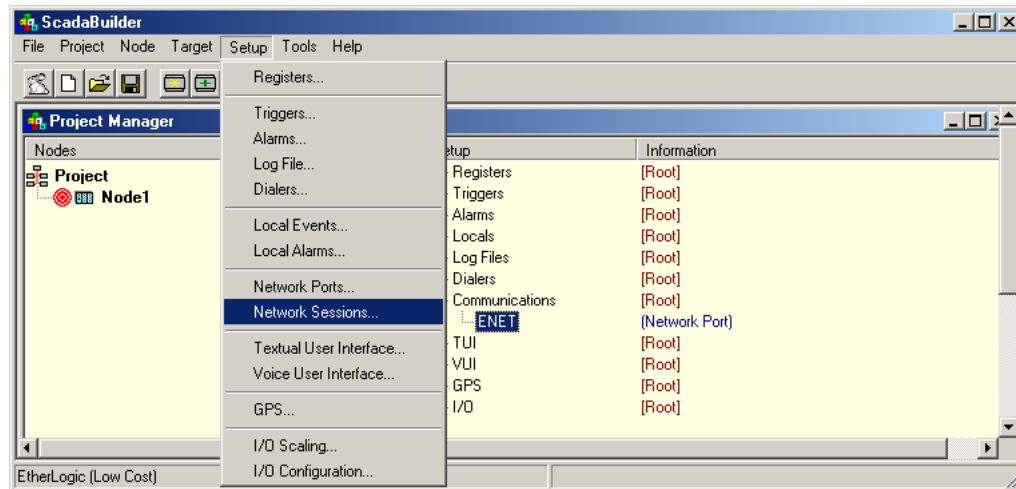 ScadaBuilder
File Project Node Target Setup Tools Help
Project Manager
Nodes
Project
Node1
Registers...
Triggers...
Alarms...
Log File...
Dialers...
Local Events...
Local Alarms...
Network Ports...
Network Sessions...
Textual User Interface...
Voice User Interface...
GPS...
I/O Scaling...
I/O Configuration...
etup Information
Registers [Root]
Triggers [Root]
Alarms [Root]
Locals [Root]
Log Files [Root]
Dialers [Root]
Communications [Root]
ENET (Network Port)
TUI [Root]
VUI [Root]
GPS [Root]
I/O [Root]
EtherLogic (Low Cost)